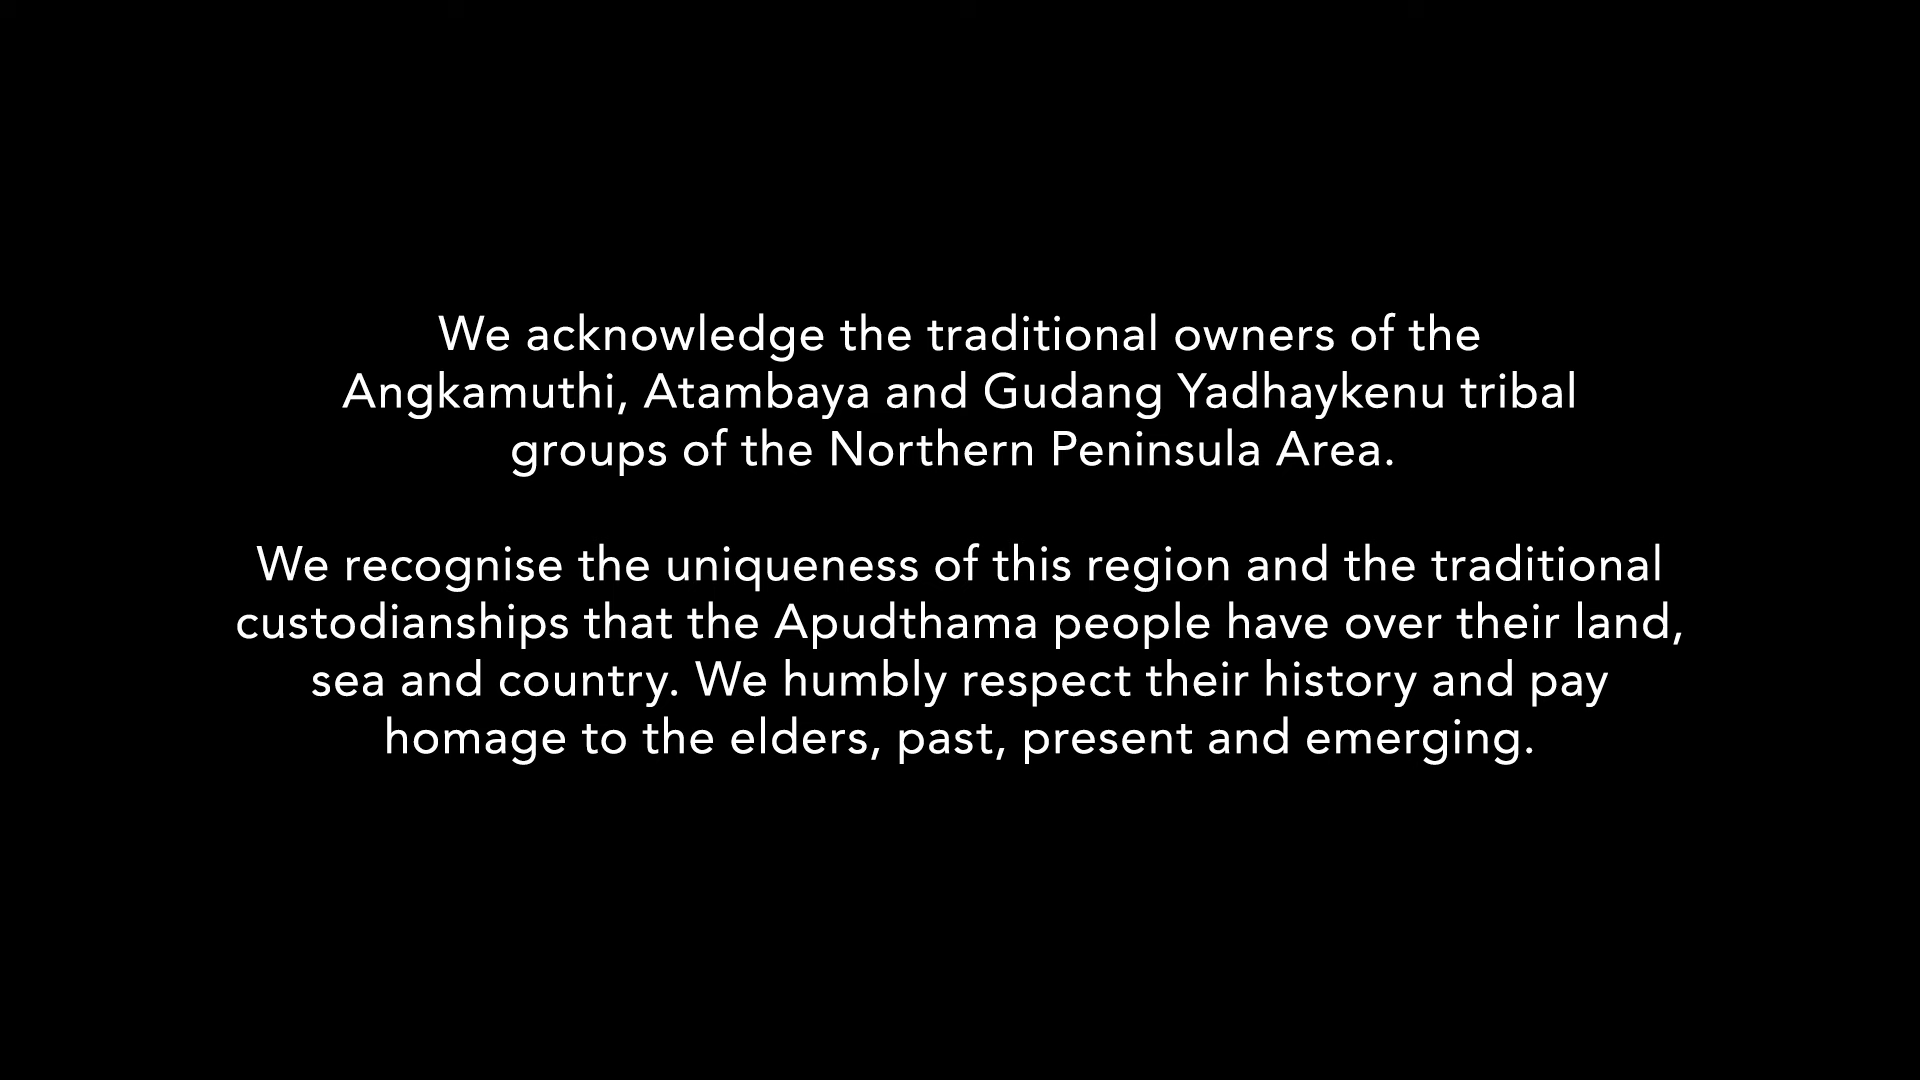 We acknowledge the traditional owners of the
Angkamuthi, Atambaya and Gudang Yadhaykenu tribal
groups of the Northern Peninsula Area.
We recognise the uniqueness of this region and the traditional
custodianships that the Apudthama people have over their land,
sea and country. We humbly respect their history and pay
homage to the elders, past, present and emerging.